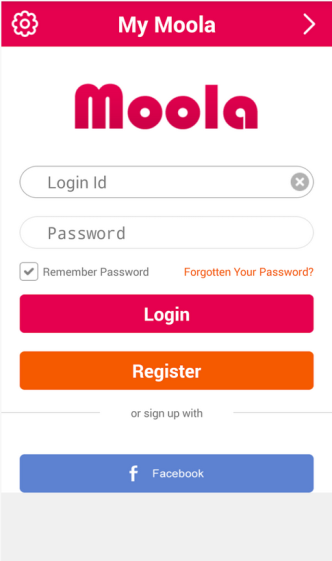 My Moola
Moola
Login Id
Password
Remember Password Forgotten Your Password?
Login
Register
or sign up with
f Facebook